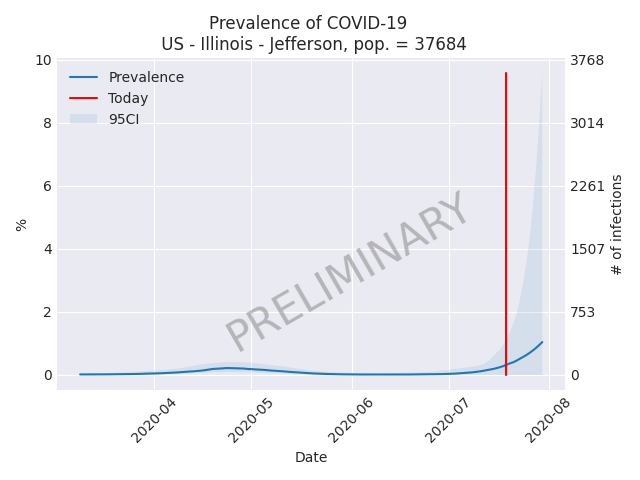 Prevalence of COVID-19
US - Illinois - Jefferson, pop. = 37684
Prevalence
Today
95CI
10
8
6
4
2
0
%
3768
3014
2261
1507
753
0
# of infections
PRELIMINARY
2020-04
2020-05
2020-06
2020-07
2020-08
Date